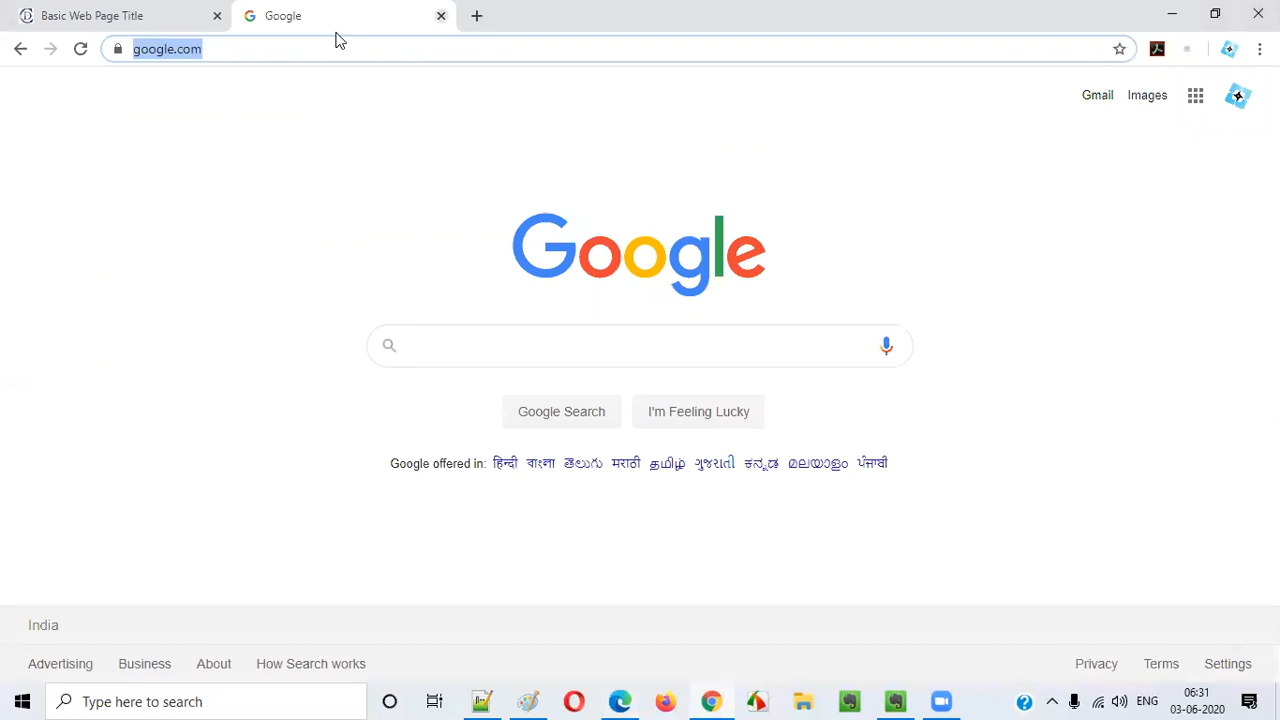 Basic Web Page Title
Google
google.com
Gmail Images
Google
Google Search I'm Feeling Lucky
Google offered in: हिन्दी বাংলা తెలుగు मराठी தமிழ் ગુજરાતી ಕನ್ನಡ മലയാളം ਪੰਜਾਬੀ
India
Advertising Business About How Search works Privacy Terms Settings
Type here to search
ENG
06:31
03-06-2020